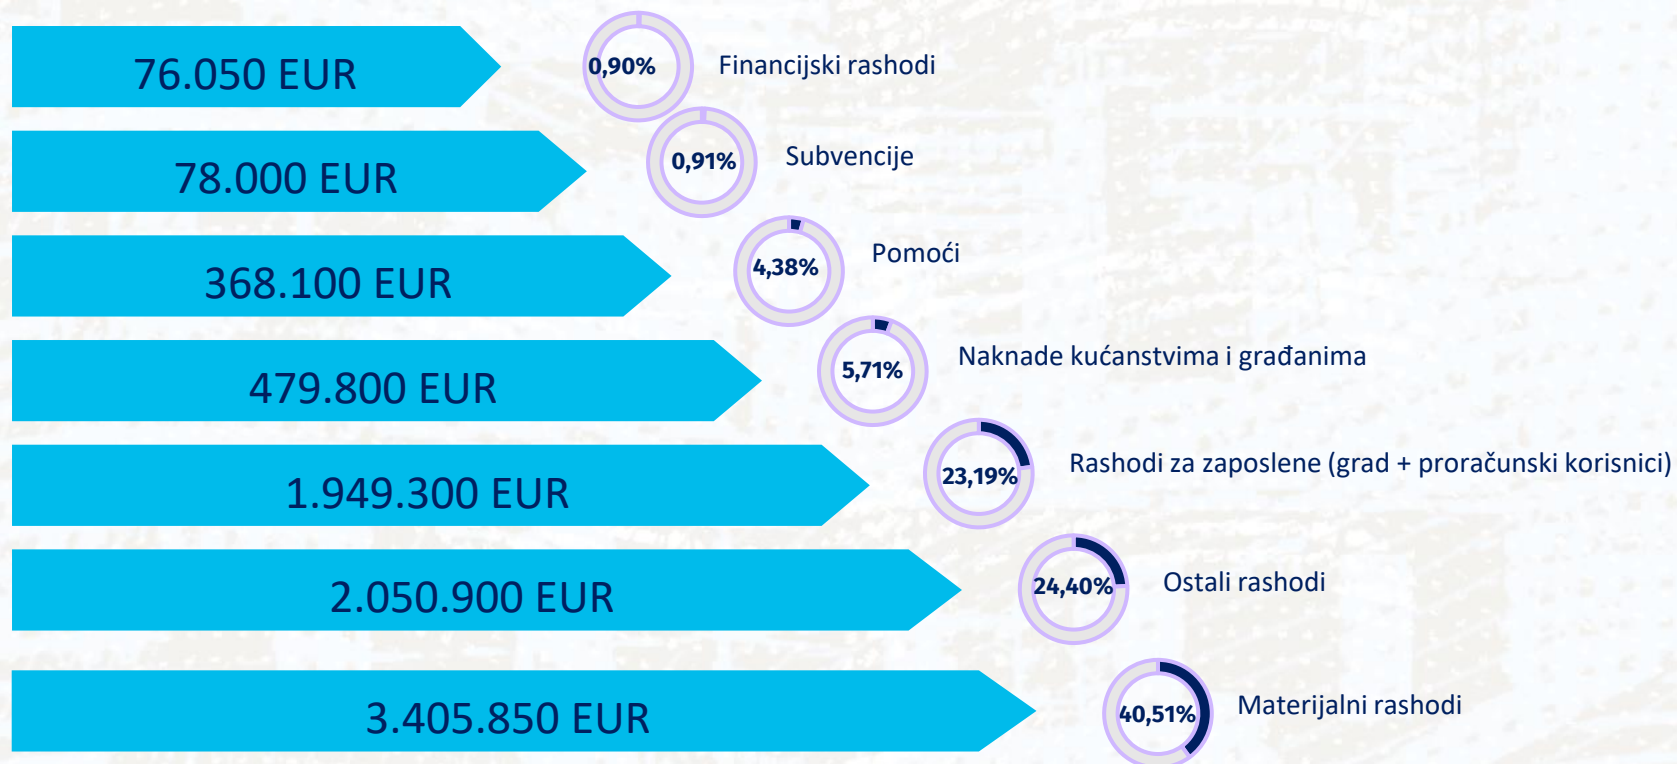 76.050 EUR
0,90%
Financijski rashodi
78.000 EUR
0,91%
Subvencije
368.100 EUR
4,38%
Pomoći
479.800 EUR
5,71%
Naknade kućanstvima i građanima
1.949.300 EUR
23,19%
Rashodi za zaposlene (grad + proračunski korisnici)
2.050.900 EUR
24,40%
Ostali rashodi
3.405.850 EUR
40,51%
Materijalni rashodi